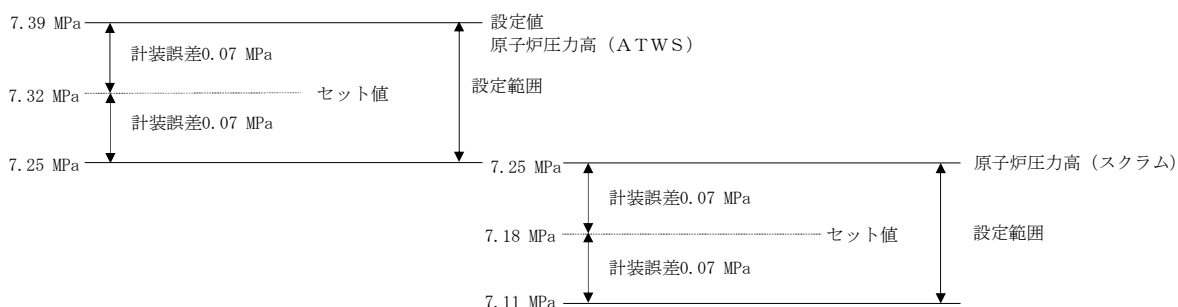 7.39 MPa
設定値
原子炉圧力高（ＡＴＷＳ）
計装誤差0.07 MPa
設定範囲
7.32 MPa
セット値
計装誤差0.07 MPa
7.25 MPa
7.25 MPa
原子炉圧力高（スクラム）
計装誤差0.07 MPa
7.18 MPa
セット値
設定範囲
計装誤差0.07 MPa
7.11 MPa